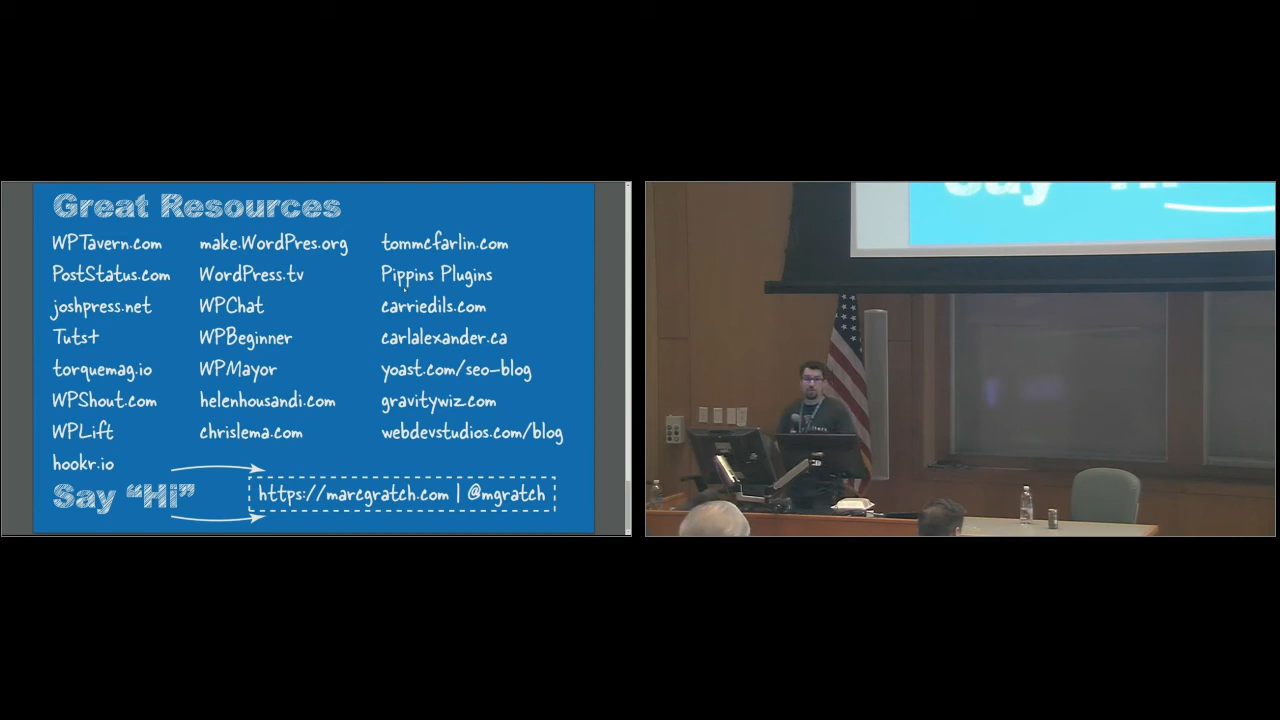 Great Resources
WPTavern.com
PostStatus.com
joshpress.net
Tuts+
torquemag.io
WPShout.com
WPLift
hookr.io
make.WordPres.org
WordPress.tv
WPChat
WPBeginner
WPMayor
helenhousandi.com
chrislema.com
tommcfarlin.com
Pippins Plugins
carriedils.com
carlalexander.ca
yoast.com/seo-blog
gravitywiz.com
webdevstudios.com/blog
Say “Hi”
https://marcgratch.com | @mgratch
Say "Hi"